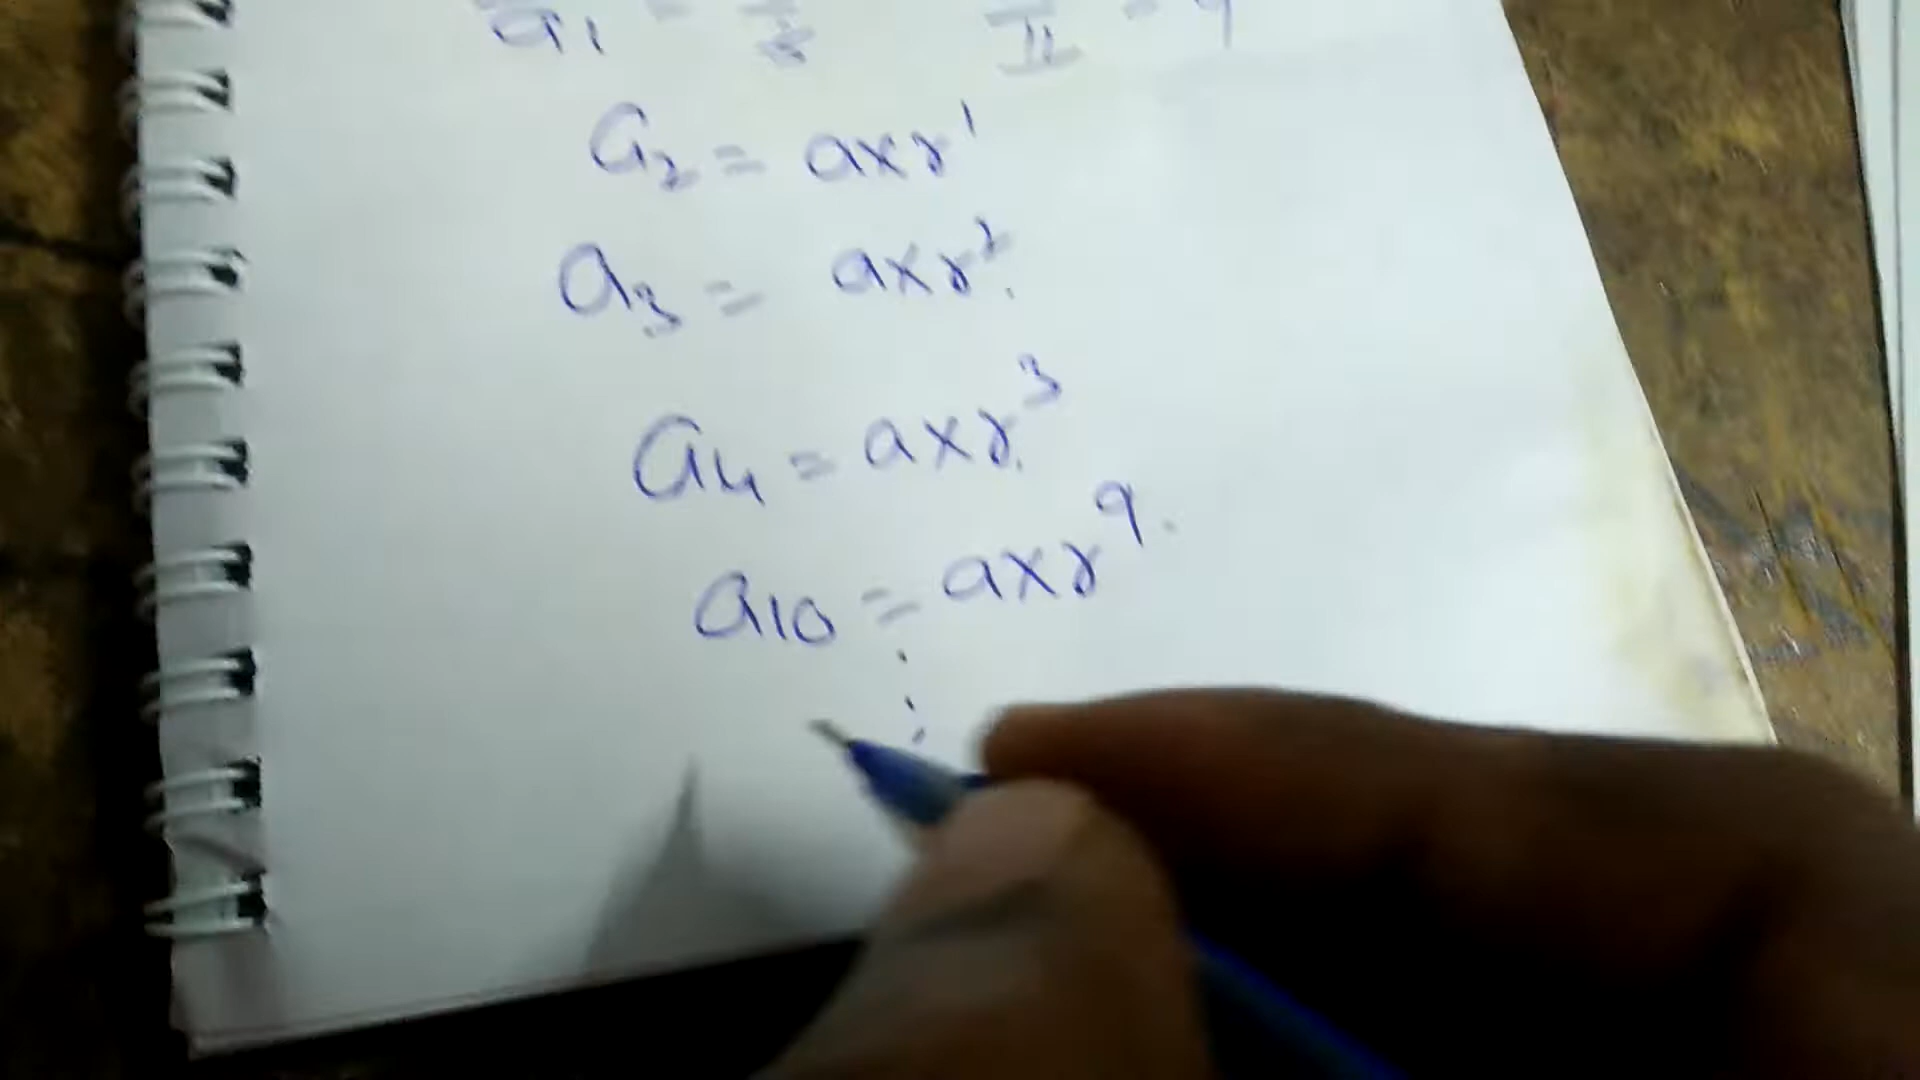 a₂ = a×r¹
a₃ = a×r².
a₄ = a×r³
a₁₀ = a×r⁹.